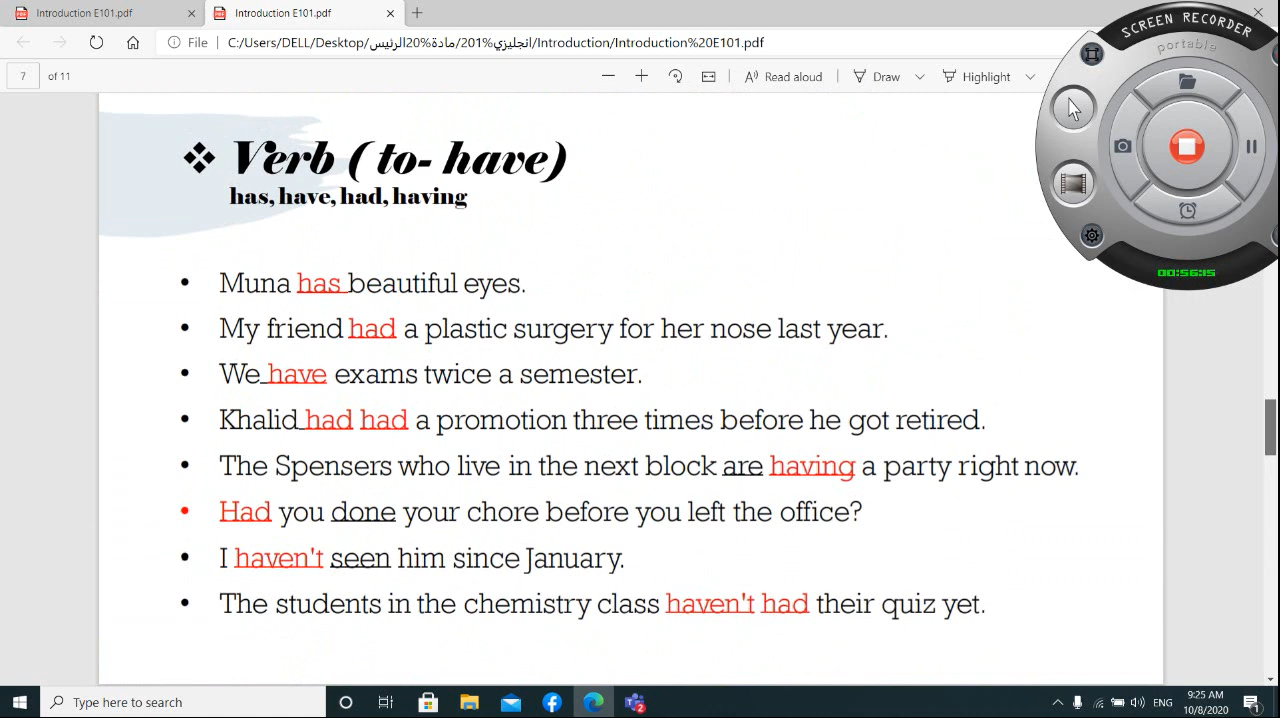 Introduction E101.pdf
Introduction E101.pdf
File
C:/Users/DELL/Desktop/انجليزي%201/مادة%20الرئيس/Introduction/Introduction%20E101.pdf
7 of 11
Read aloud
Draw
Highlight
SCREEN RECORDER
portable
00:56:15
❖ Verb ( to- have)
has, have, had, having
• Muna has beautiful eyes.
• My friend had a plastic surgery for her nose last year.
• We have exams twice a semester.
• Khalid had had a promotion three times before he got retired.
• The Spensers who live in the next block are having a party right now.
• Had you done your chore before you left the office?
• I haven't seen him since January.
• The students in the chemistry class haven't had their quiz yet.
Type here to search
2
ENG
9:25 AM
10/8/2020
1